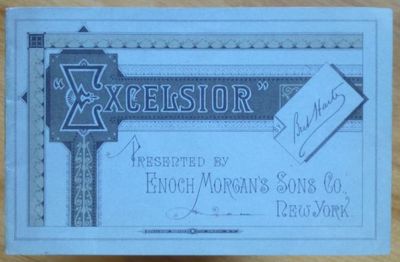 "EXCELSIOR"
Bret Harte
PRESENTED BY
ENOCH MORGAN'S SONS CO.,
NEW YORK.